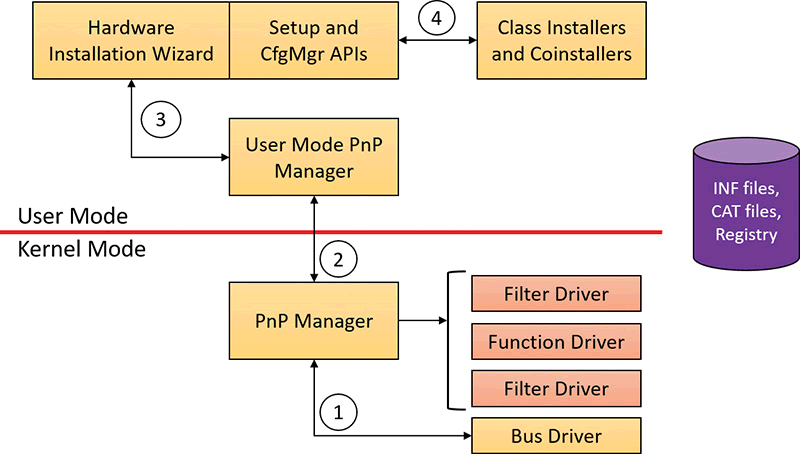 Hardware
Installation Wizard
Setup and
CfgMgr APIs
4
Class Installers
and Coinstallers
3
User Mode PnP
Manager
INF files,
CAT files,
Registry
User Mode
Kernel Mode
2
PnP Manager
Filter Driver
Function Driver
Filter Driver
1
Bus Driver